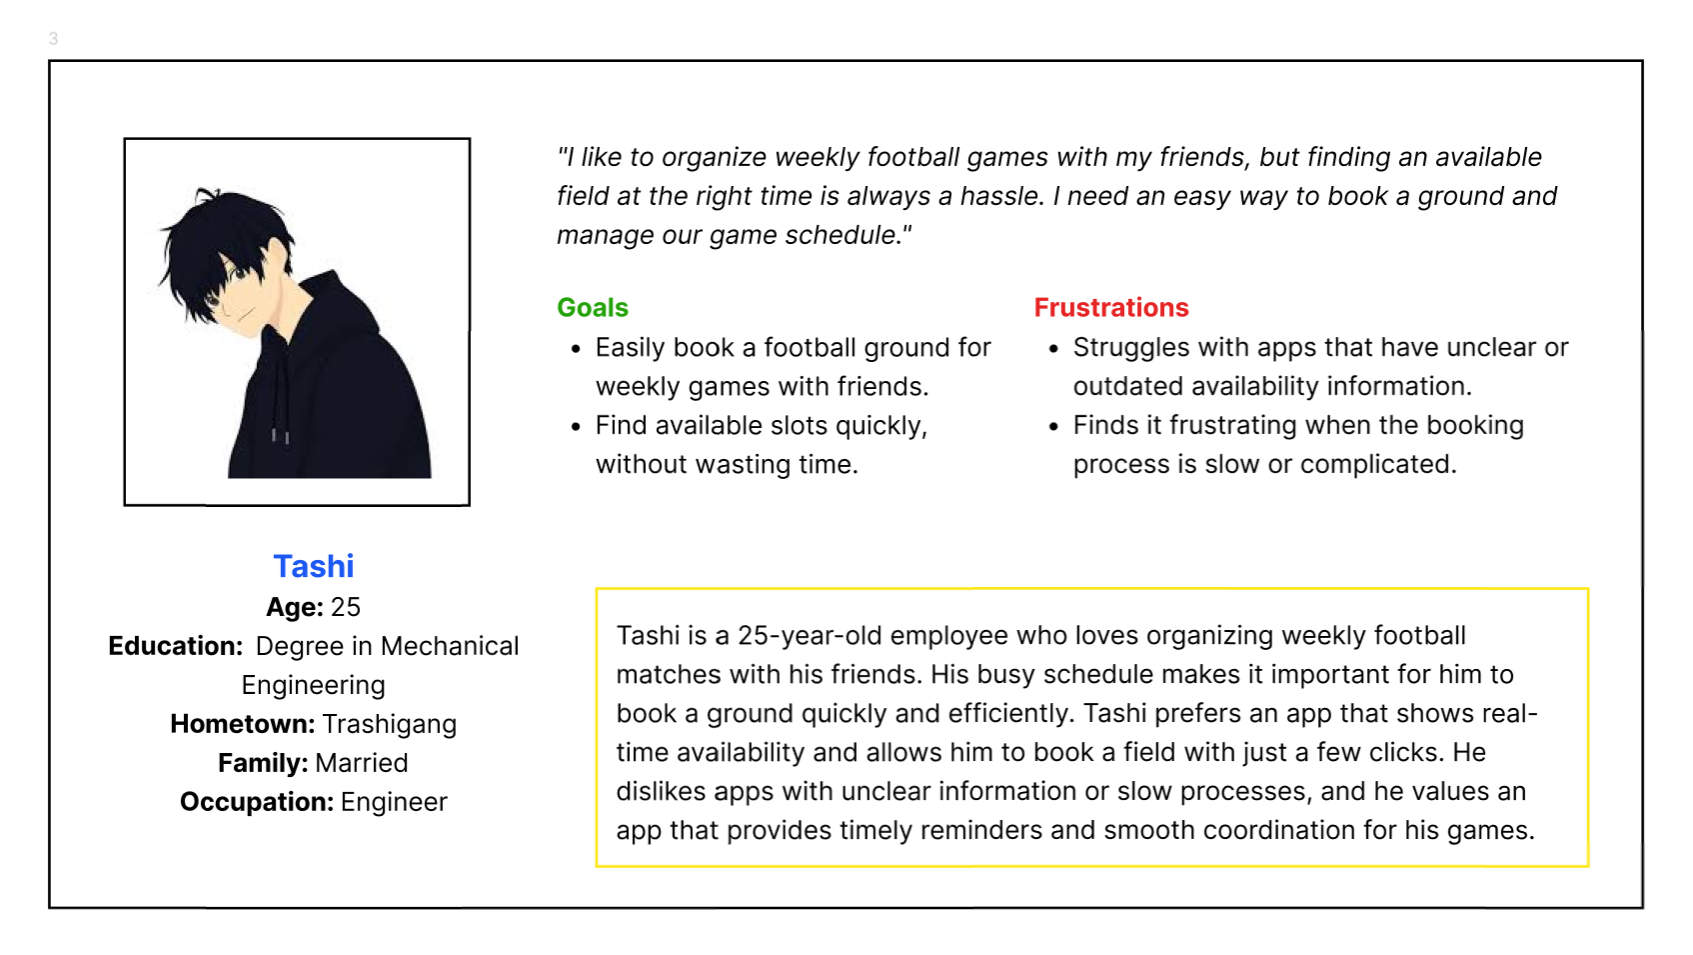 3
"I like to organize weekly football games with my friends, but finding an available
field at the right time is always a hassle. I need an easy way to book a ground and
manage our game schedule."
Goals
• Easily book a football ground for
weekly games with friends.
• Find available slots quickly,
without wasting time.
Frustrations
• Struggles with apps that have unclear or
outdated availability information.
• Finds it frustrating when the booking
process is slow or complicated.
Tashi
Age: 25
Education: Degree in Mechanical
Engineering
Hometown: Trashigang
Family: Married
Occupation: Engineer
Tashi is a 25-year-old employee who loves organizing weekly football
matches with his friends. His busy schedule makes it important for him to
book a ground quickly and efficiently. Tashi prefers an app that shows real-
time availability and allows him to book a field with just a few clicks. He
dislikes apps with unclear information or slow processes, and he values an
app that provides timely reminders and smooth coordination for his games.